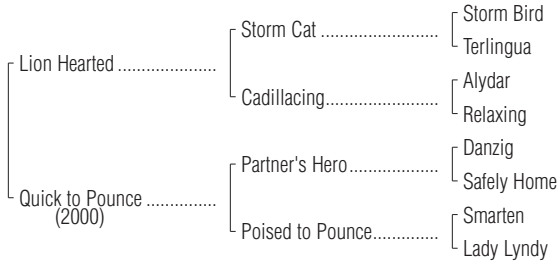 Storm Bird
Storm Cat ........................
Terlingua
Lion Hearted ....................
Alydar
Cadillacing.......................
Relaxing
Danzig
Partner's Hero..................
Safely Home
Quick to Pounce ..............
(2000)
Smarten
Poised to Pounce.............
Lady Lyndy